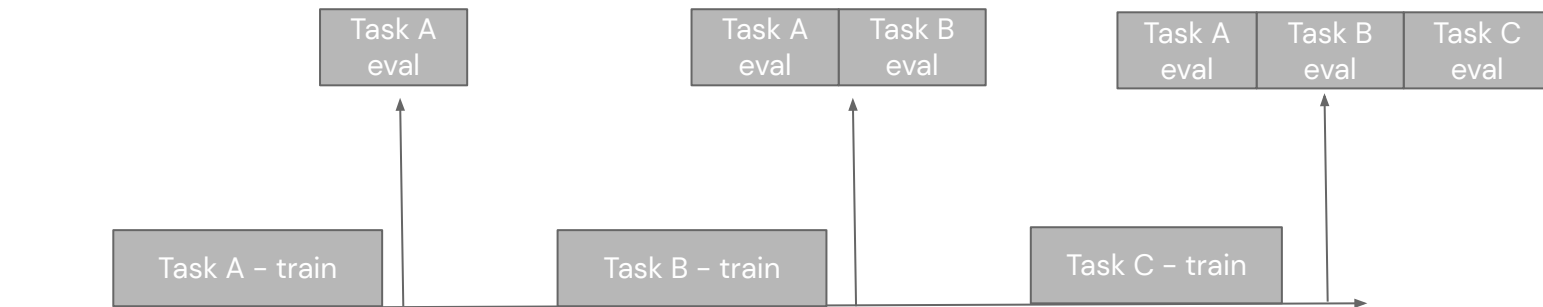 Task A
eval
Task A
eval
Task B
eval
Task A
eval
Task B
eval
Task C
eval
Task A - train
Task B - train
Task C - train